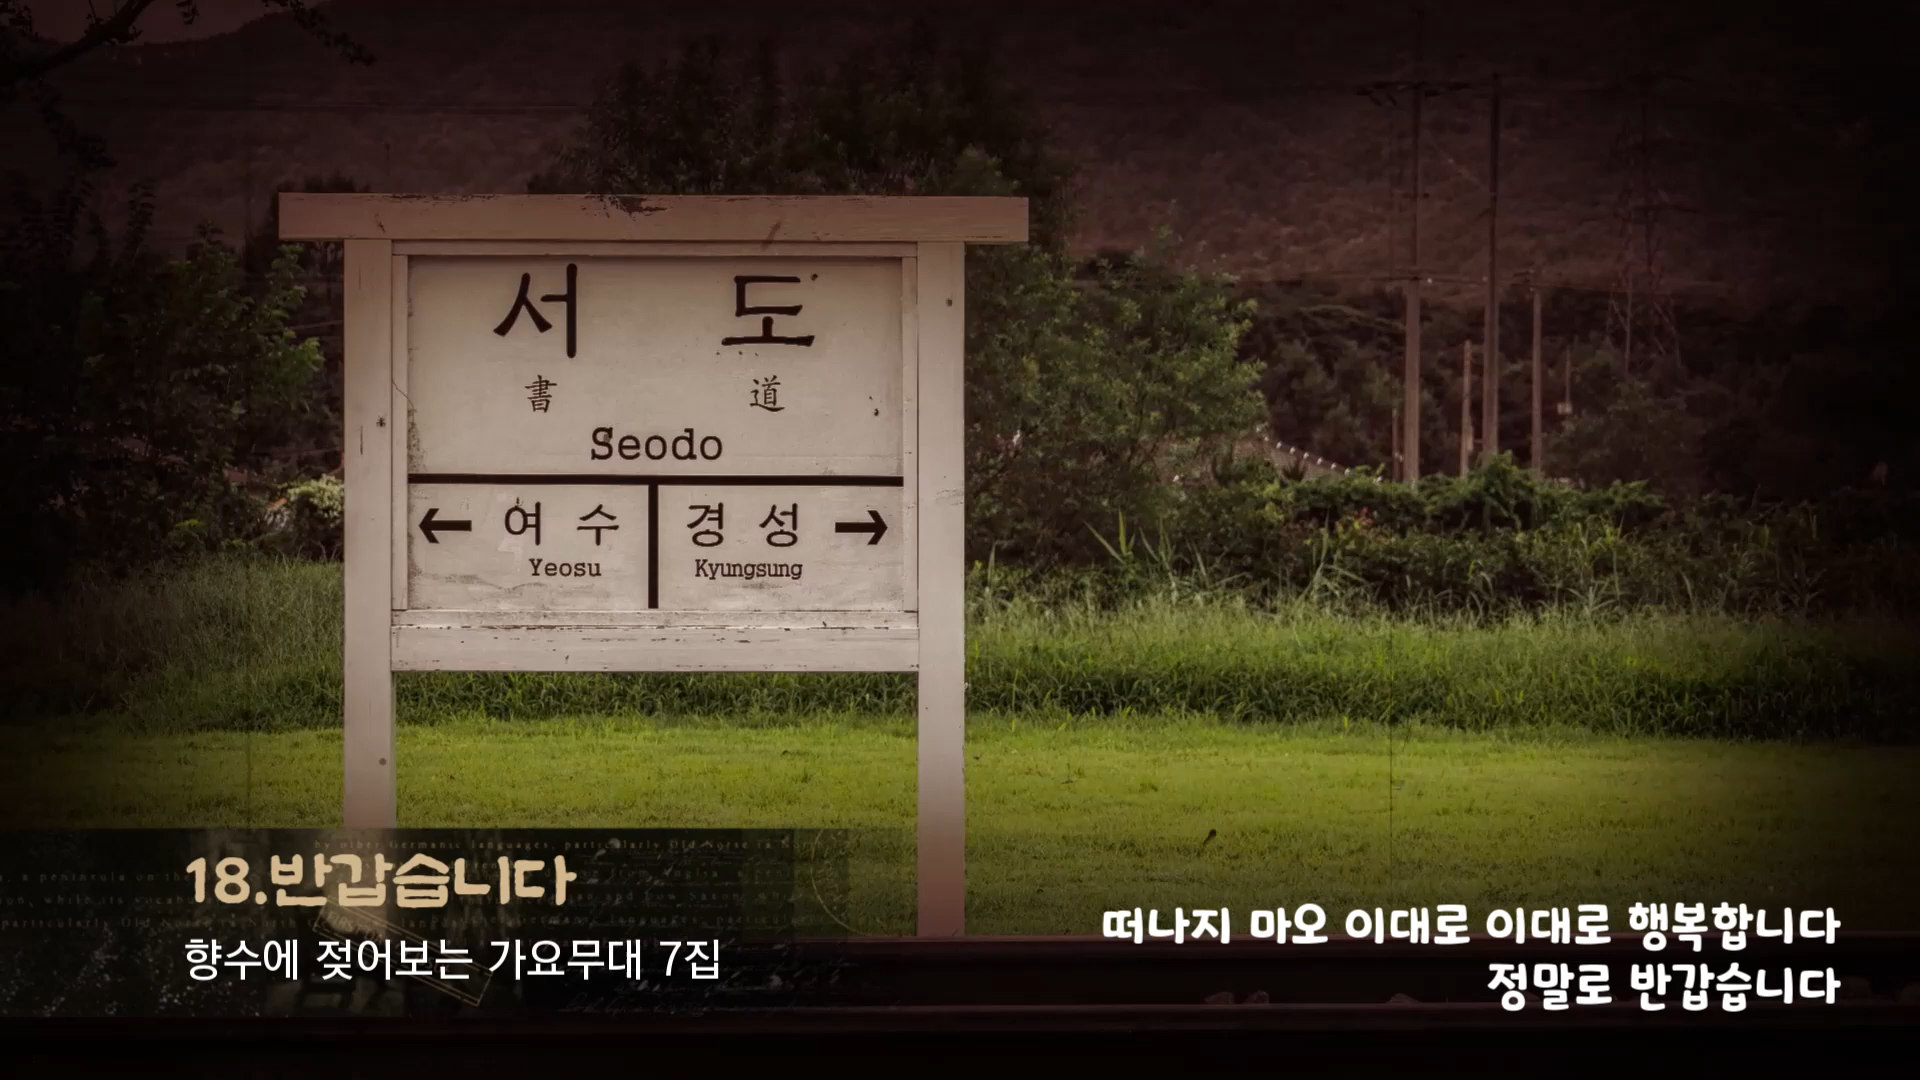 서 도
書 道
Seodo
← 여 수
Yeosu
경 성 →
Kyungsung
18.반갑습니다
향수에 젖어보는 가요무대 7집
떠나지 마오 이대로 이대로 행복합니다
정말로 반갑습니다